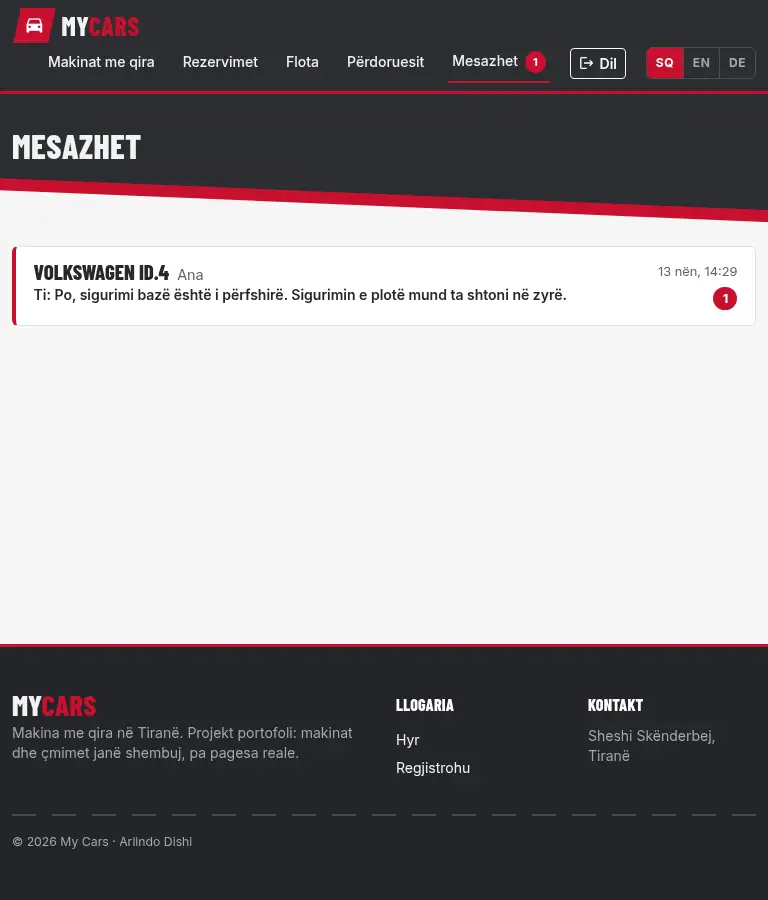 MYCARS
Makinat me qira Rezervimet Flota Përdoruesit Mesazhet 1 Dil SQ EN DE
MESAZHET
VOLKSWAGEN ID.4 Ana 13 nën, 14:29
Ti: Po, sigurimi bazë është i përfshirë. Sigurimin e plotë mund ta shtoni në zyrë. 1
MYCARS
Makina me qira në Tiranë. Projekt portofoli: makinat
dhe çmimet janë shembuj, pa pagesa reale.
LLOGARIA
Hyr
Regjistrohu
KONTAKT
Sheshi Skënderbej,
Tiranë
© 2026 My Cars · Arlindo Dishi